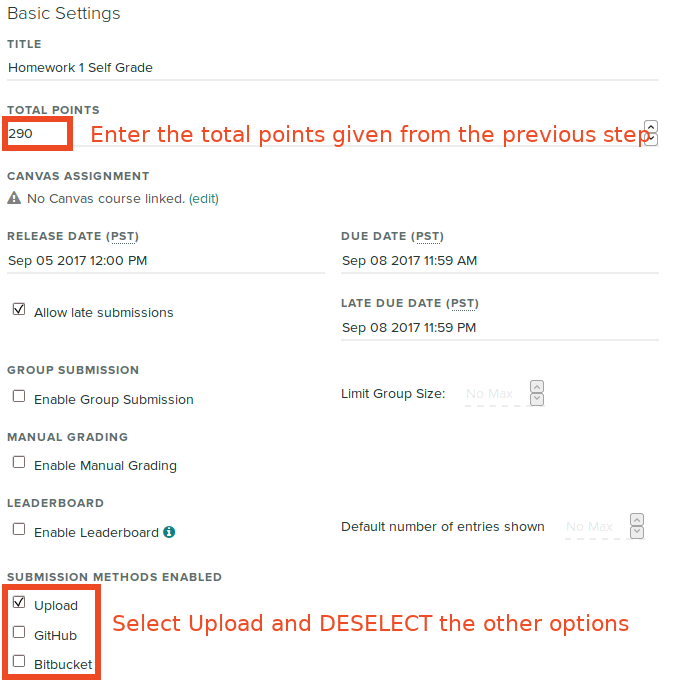 Basic Settings
TITLE
Homework 1 Self Grade
TOTAL POINTS
290 Enter the total points given from the previous step
CANVAS ASSIGNMENT
No Canvas course linked. (edit)
RELEASE DATE (PST) DUE DATE (PST)
Sep 05 2017 12:00 PM Sep 08 2017 11:59 AM
Allow late submissions LATE DUE DATE (PST)
Sep 08 2017 11:59 PM
GROUP SUBMISSION
Enable Group Submission Limit Group Size: No Max
MANUAL GRADING
Enable Manual Grading
LEADERBOARD
Enable Leaderboard Default number of entries shown No Max
SUBMISSION METHODS ENABLED
Upload
Select Upload and DESELECT the other options
GitHub
Bitbucket